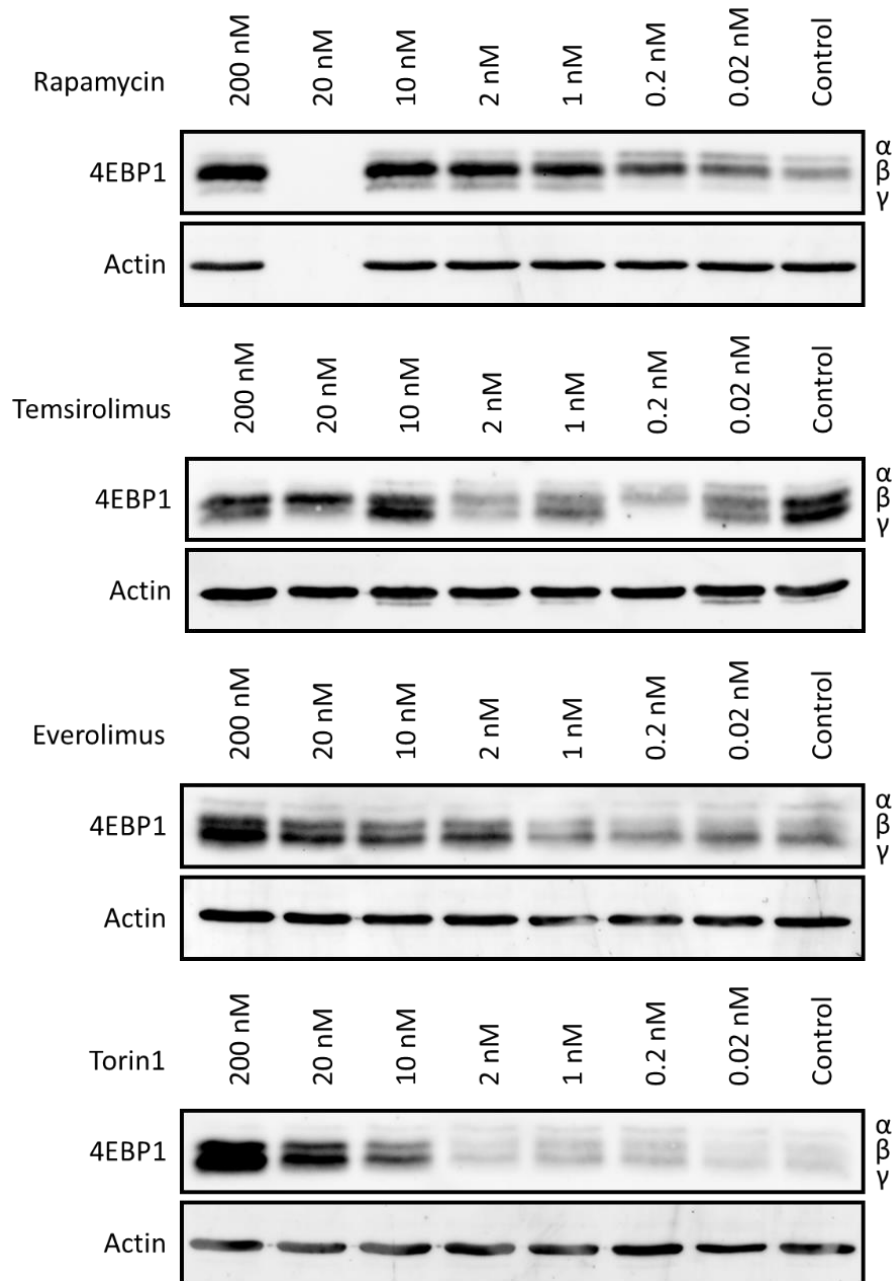 Rapamycin
200 nM 20 nM 10 nM 2 nM 1 nM 0.2 nM 0.02 nM Control
4EBP1
α
β
γ
Actin
Temsirolimus
200 nM 20 nM 10 nM 2 nM 1 nM 0.2 nM 0.02 nM Control
4EBP1
α
β
γ
Actin
Everolimus
200 nM 20 nM 10 nM 2 nM 1 nM 0.2 nM 0.02 nM Control
4EBP1
α
β
γ
Actin
Torin1
200 nM 20 nM 10 nM 2 nM 1 nM 0.2 nM 0.02 nM Control
4EBP1
α
β
γ
Actin